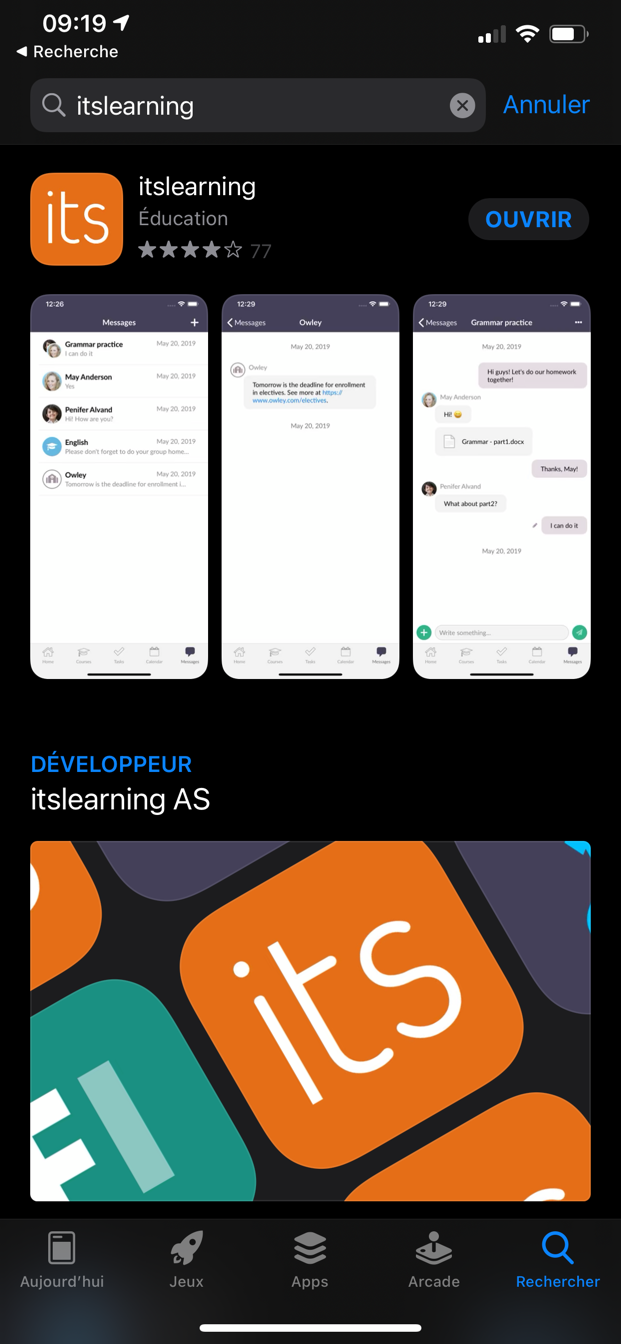 09:19
Recherche
itslearning
Annuler
its
itslearning
Éducation
77
OUVRIR
12:26
Messages
Grammar practice
May 20, 2019
I can do it
May Anderson
May 20, 2019
Yes
Penifer Alvand
May 20, 2019
Hi! How are you?
English
May 20, 2019
Please don't forget to do your group home...
Owley
May 20, 2019
Tomorrow is the deadline for enrollment i...
Home
Courses
Tasks
Calendar
Messages
12:29
Messages
Owley
May 20, 2019
Owley
Tomorrow is the deadline for enrollment
in electives. See more at https://
www.owley.com/electives.
May 20, 2019
Home
Courses
Tasks
Calendar
Messages
12:29
Messages
Grammar practice
May 20, 2019
Hi guys! Let's do our homework
together!
May Anderson
Hi! 😀
Grammar - part1.docx
Thanks, May!
Penifer Alvand
What about part2?
I can do it
May 20, 2019
Write something...
Home
Courses
Tasks
Calendar
Messages
DÉVELOPPEUR
itslearning AS
its
Aujourd'hui
Jeux
Apps
Arcade
Rechercher